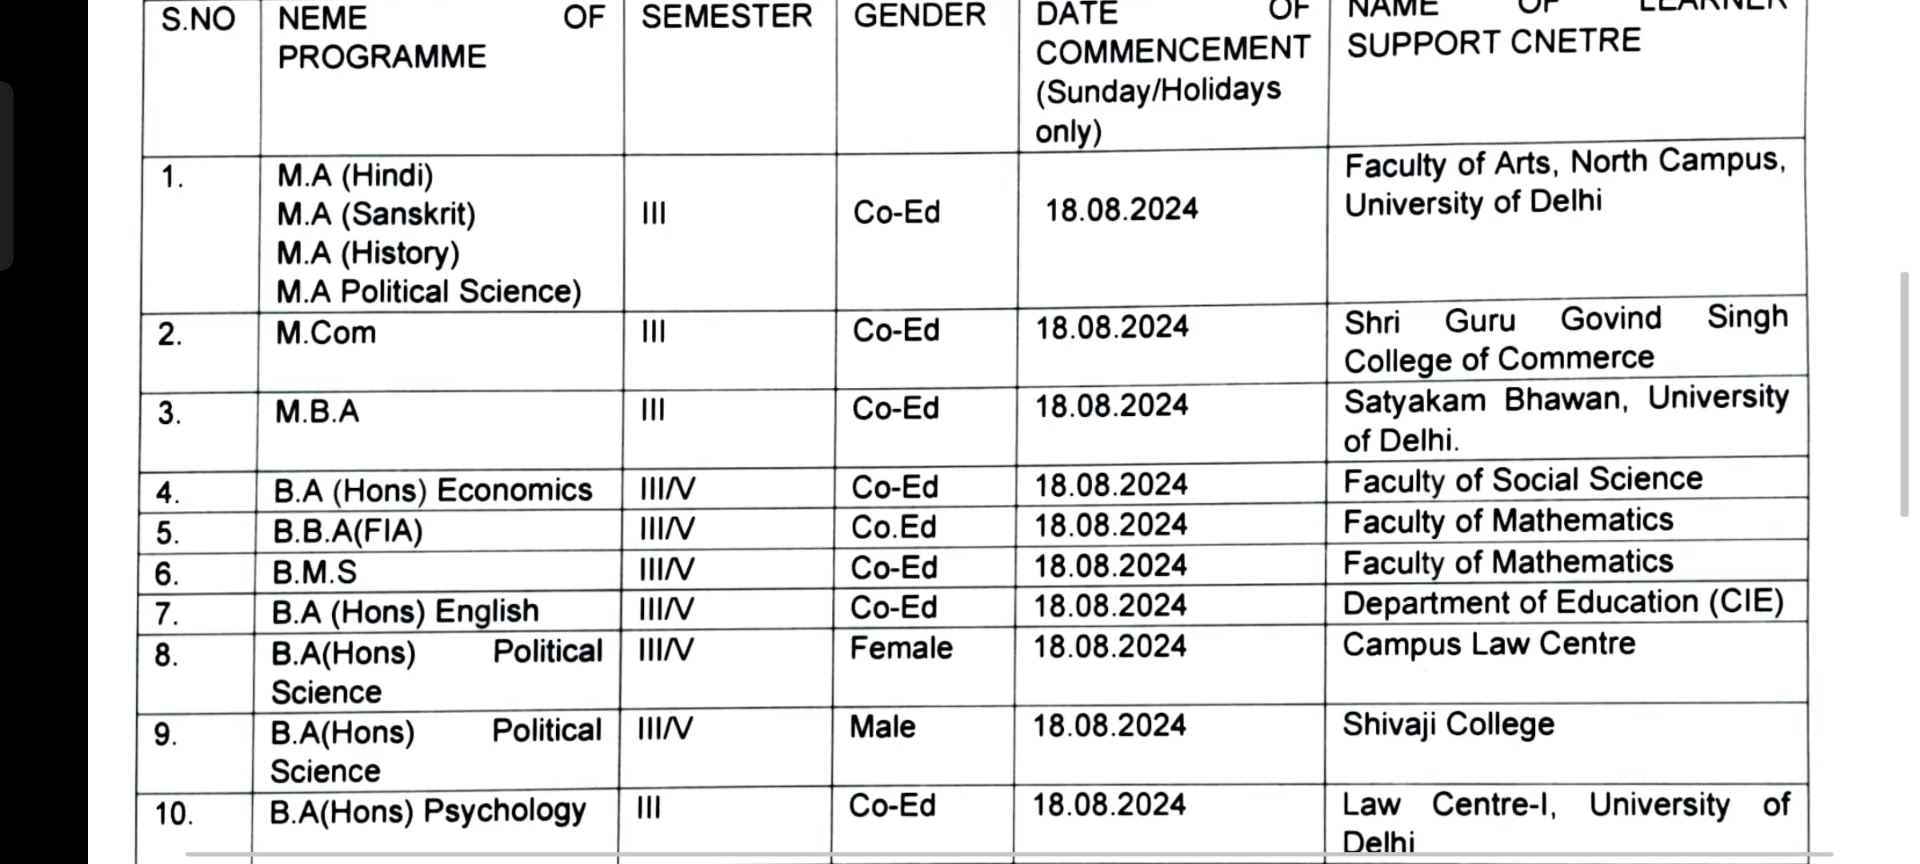 S.NO NEME OF SEMESTER GENDER DATE OF NAME OF LEARNER
PROGRAMME COMMENCEMENT SUPPORT CNETRE
(Sunday/Holidays
only)
1. M.A (Hindi) Faculty of Arts, North Campus,
M.A (Sanskrit) III Co-Ed 18.08.2024 University of Delhi
M.A (History)
M.A Political Science)
2. M.Com III Co-Ed 18.08.2024 Shri Guru Govind Singh
College of Commerce
3. M.B.A III Co-Ed 18.08.2024 Satyakam Bhawan, University
of Delhi.
4. B.A (Hons) Economics III/V Co-Ed 18.08.2024 Faculty of Social Science
5. B.B.A(FIA) III/V Co.Ed 18.08.2024 Faculty of Mathematics
6. B.M.S III/V Co-Ed 18.08.2024 Faculty of Mathematics
7. B.A (Hons) English III/V Co-Ed 18.08.2024 Department of Education (CIE)
8. B.A(Hons) Political III/V Female 18.08.2024 Campus Law Centre
Science
9. B.A(Hons) Political III/V Male 18.08.2024 Shivaji College
Science
10. B.A(Hons) Psychology III Co-Ed 18.08.2024 Law Centre-I, University of
Delhi